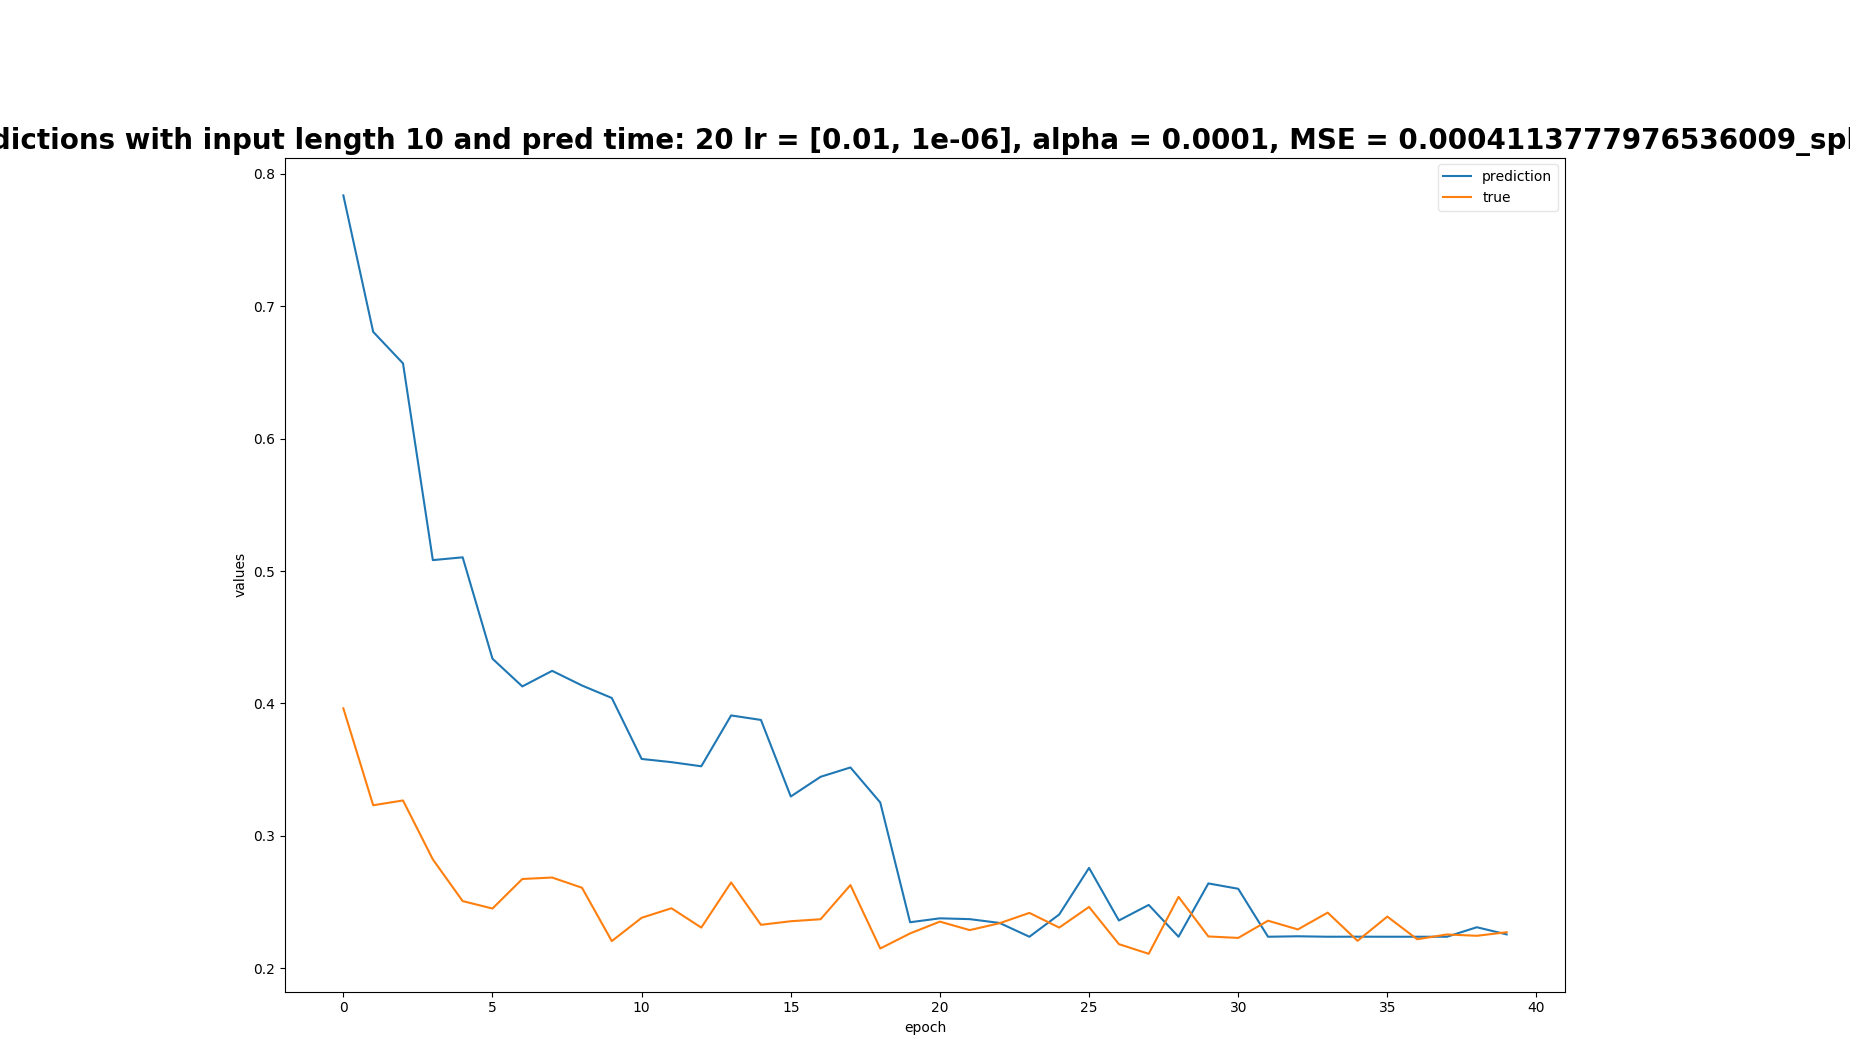 dictions with input length 10 and pred time: 20 lr = [0.01, 1e-06], alpha = 0.0001, MSE = 0.0004113777976536009_spl
prediction
true
0.8
0.7
0.6
0.5
0.4
0.3
0.2
values
0 5 10 15 20 25 30 35 40
epoch